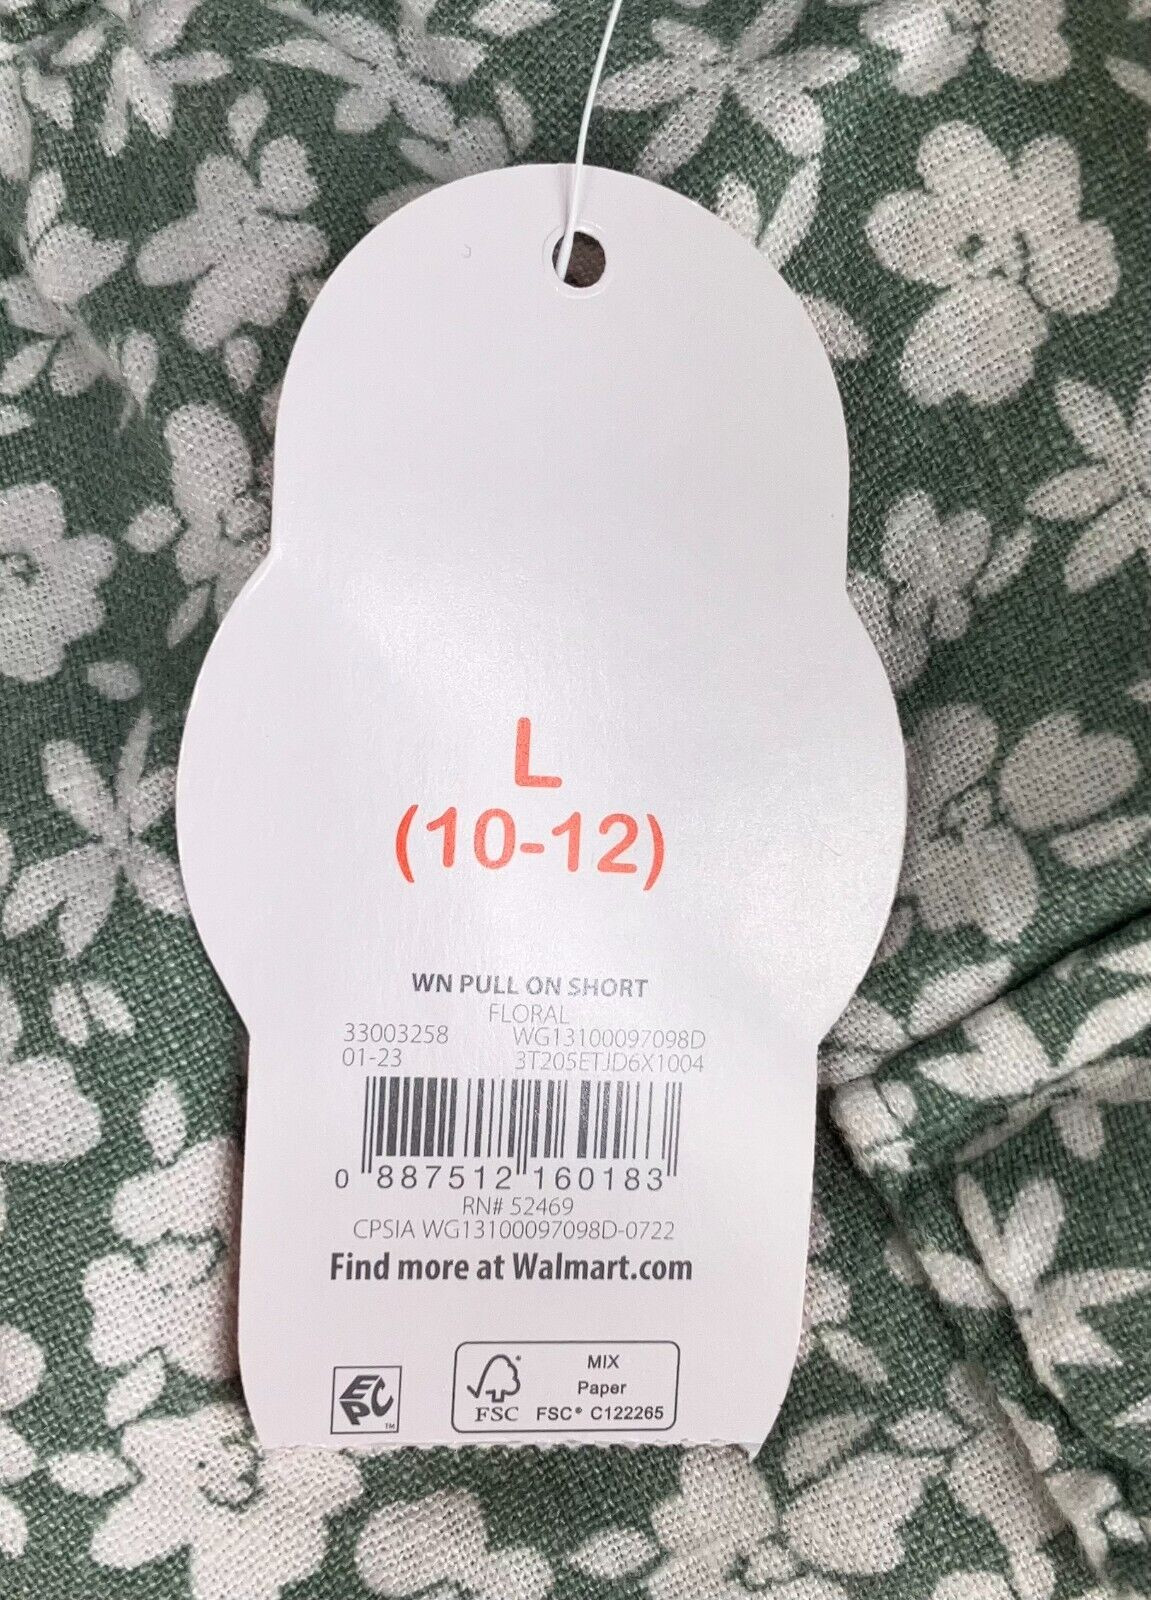 L
(10-12)
WN PULL ON SHORT
FLORAL
33003258 WG13100097098D
01-23 3T205ETJD6X1004
0 887512 160183
RN# 52469
CPSIA WG13100097098D-0722
Find more at Walmart.com
EPC TM
FSC
MIX
Paper
FSC® C122265